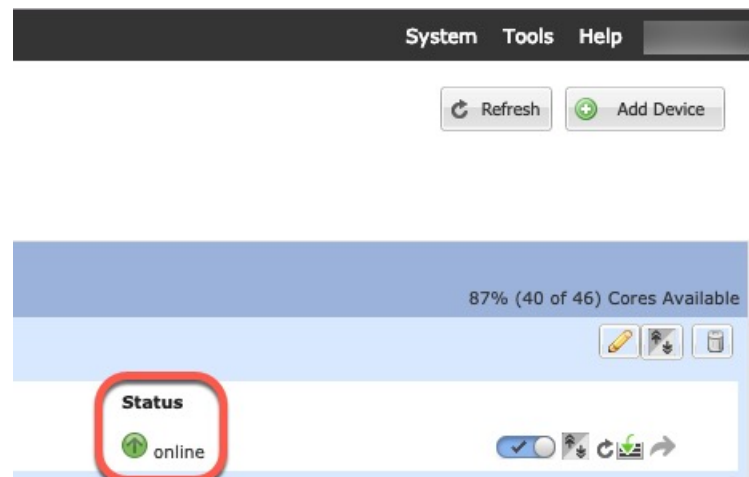 System Tools Help
Refresh Add Device
87% (40 of 46) Cores Available
Status
online